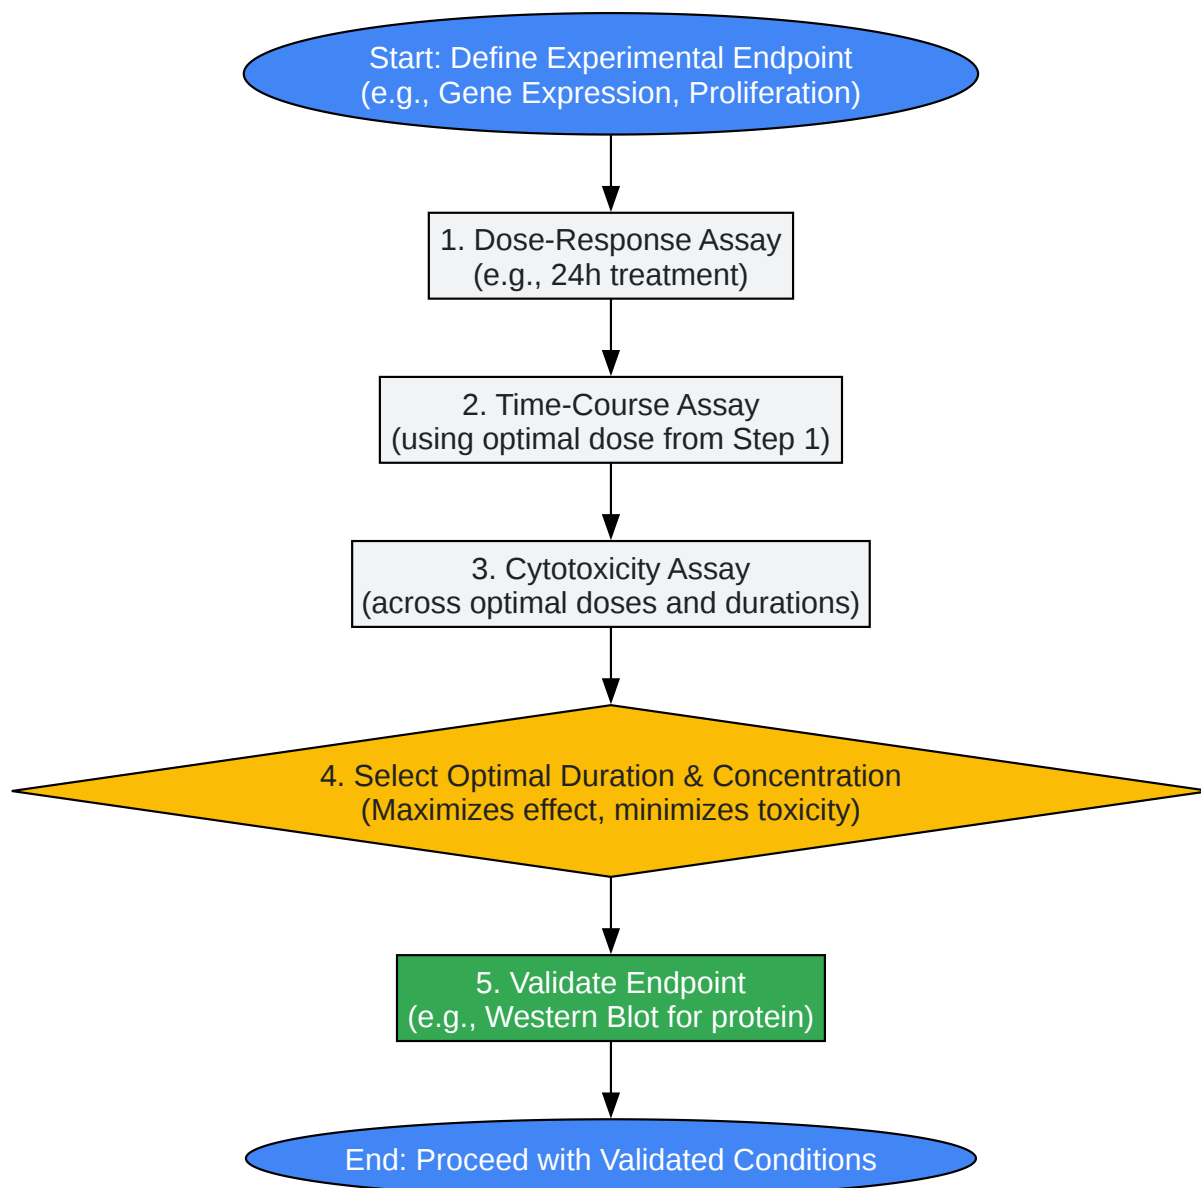 Start: Define Experimental Endpoint
(e.g., Gene Expression, Proliferation)
1. Dose-Response Assay
(e.g., 24h treatment)
2. Time-Course Assay
(using optimal dose from Step 1)
3. Cytotoxicity Assay
(across optimal doses and durations)
4. Select Optimal Duration & Concentration
(Maximizes effect, minimizes toxicity)
5. Validate Endpoint
(e.g., Western Blot for protein)
End: Proceed with Validated Conditions